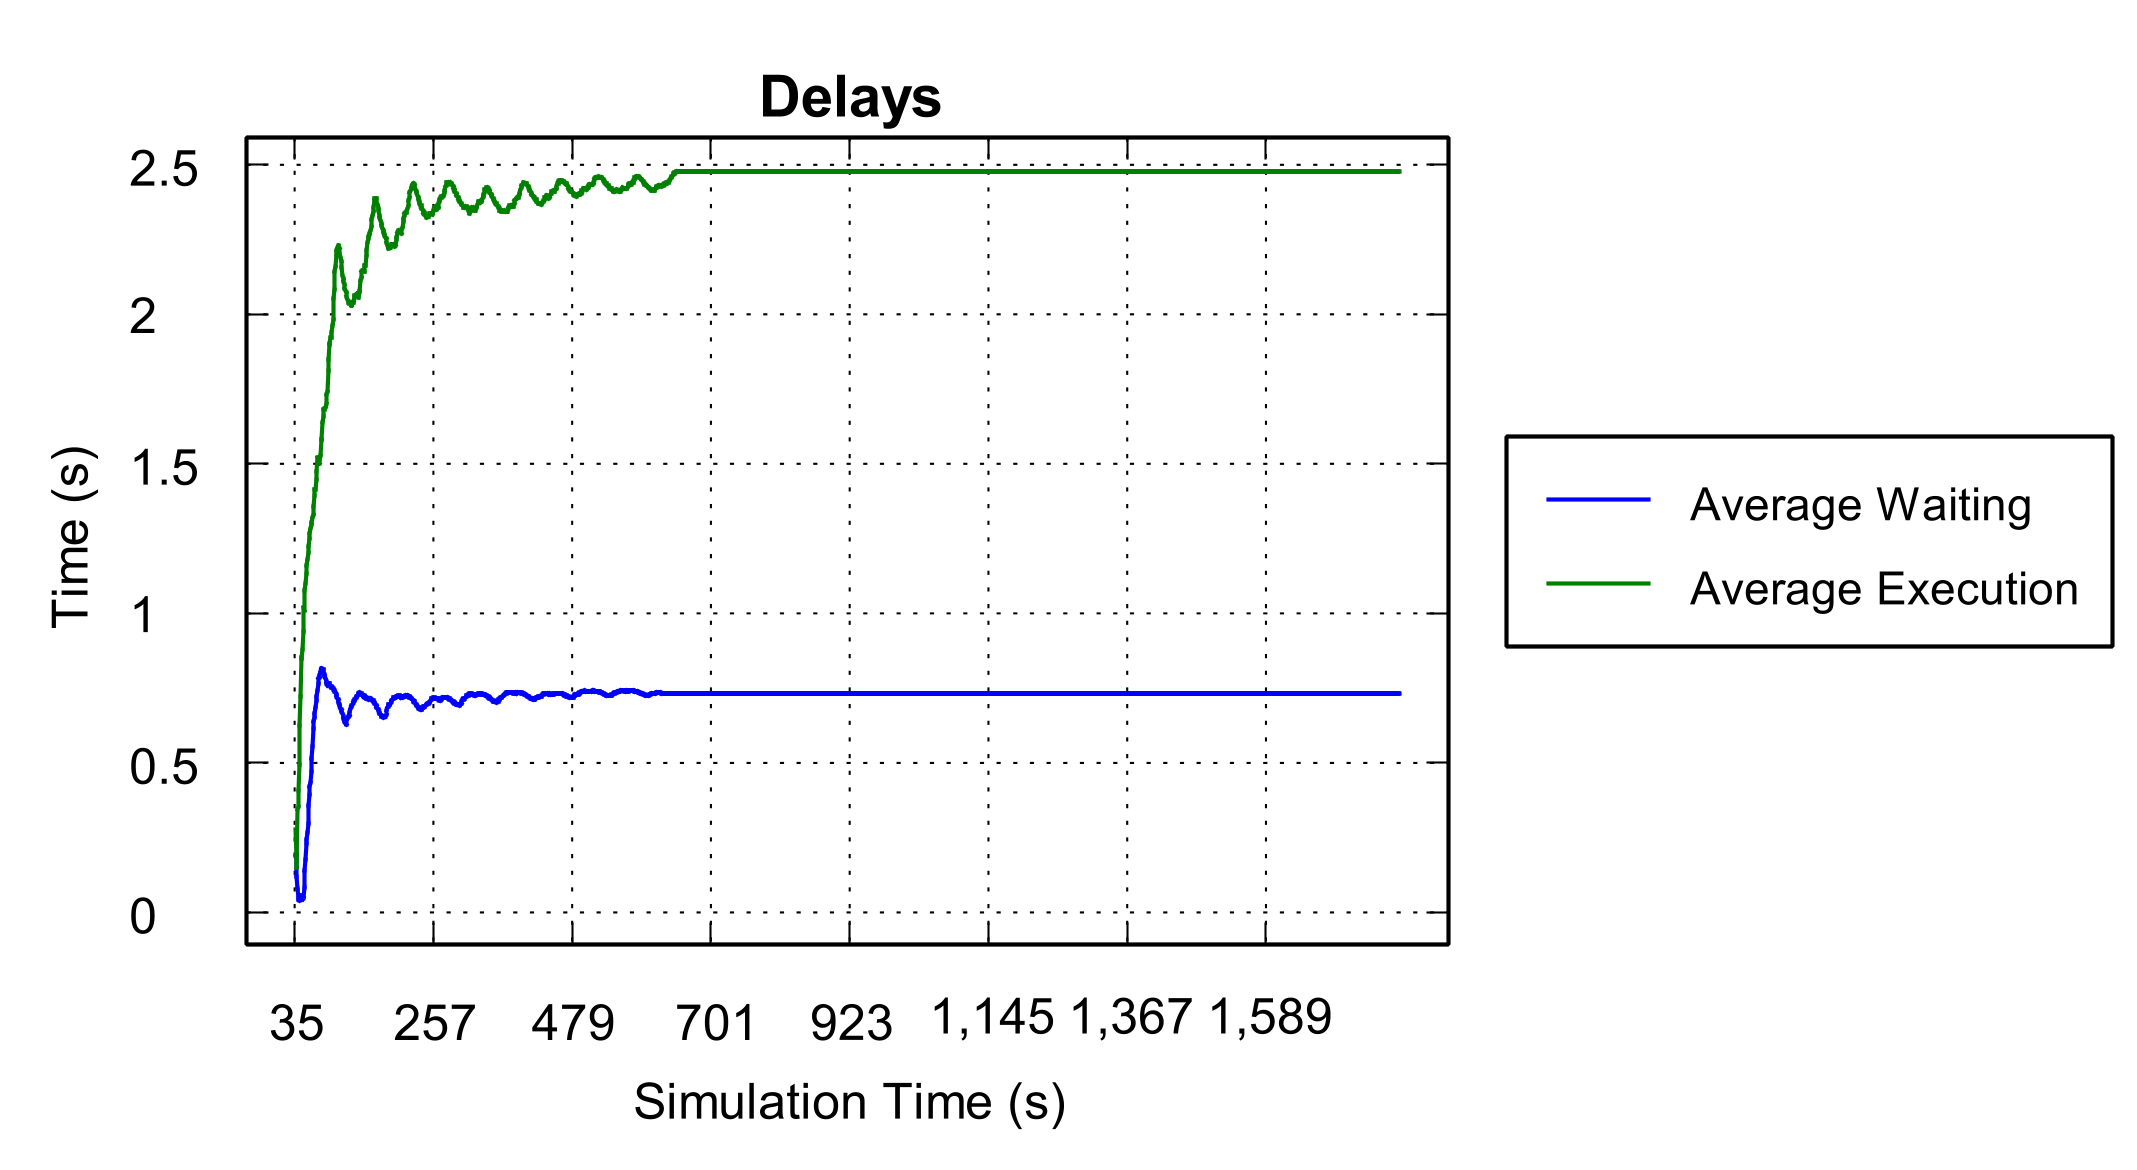 Delays
2.5
2
1.5
1
0.5
0
Time (s)
35 257 479 701 923 1,145 1,367 1,589
Simulation Time (s)
Average Waiting
Average Execution